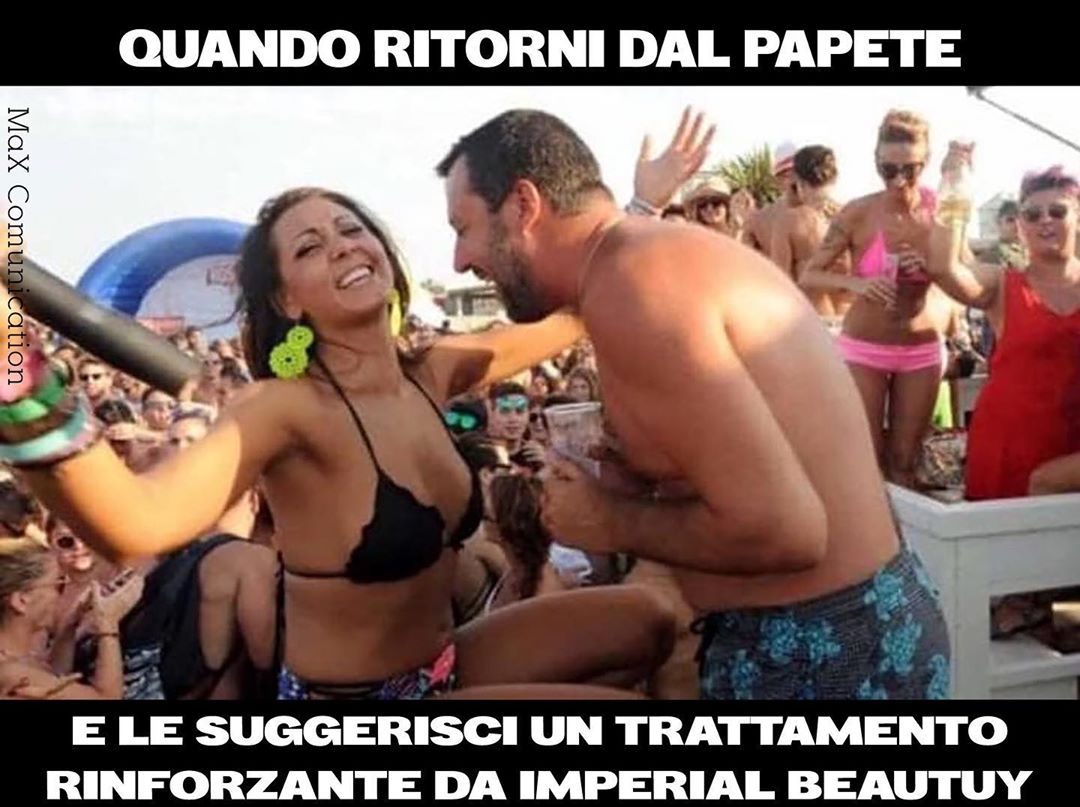 QUANDO RITORNI DAL PAPETE
MaX Comunication
E LE SUGGERISCI UN TRATTAMENTO
RINFORZANTE DA IMPERIAL BEAUTUY